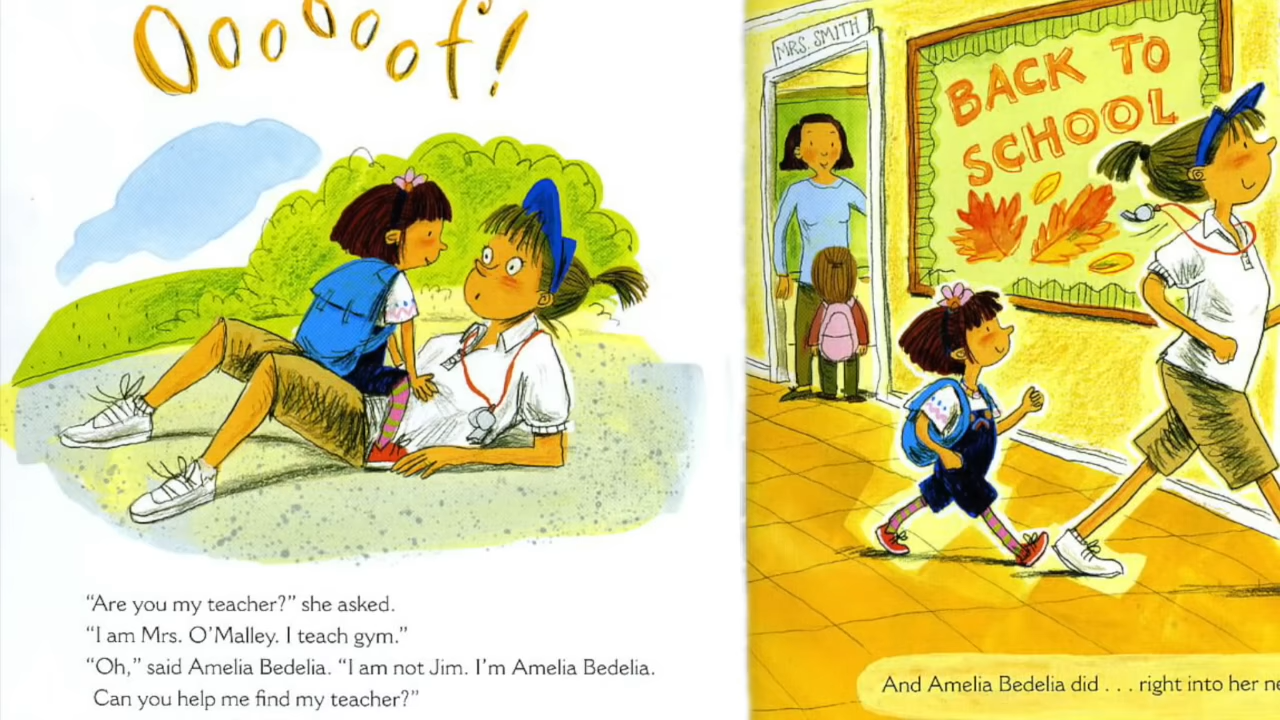 Oooooof!
“Are you my teacher?” she asked.
“I am Mrs. O’Malley. I teach gym.”
“Oh,” said Amelia Bedelia. “I am not Jim. I’m Amelia Bedelia.
Can you help me find my teacher?”
MRS. SMITH
BACK TO
SCHOOL
And Amelia Bedelia did . . . right into her